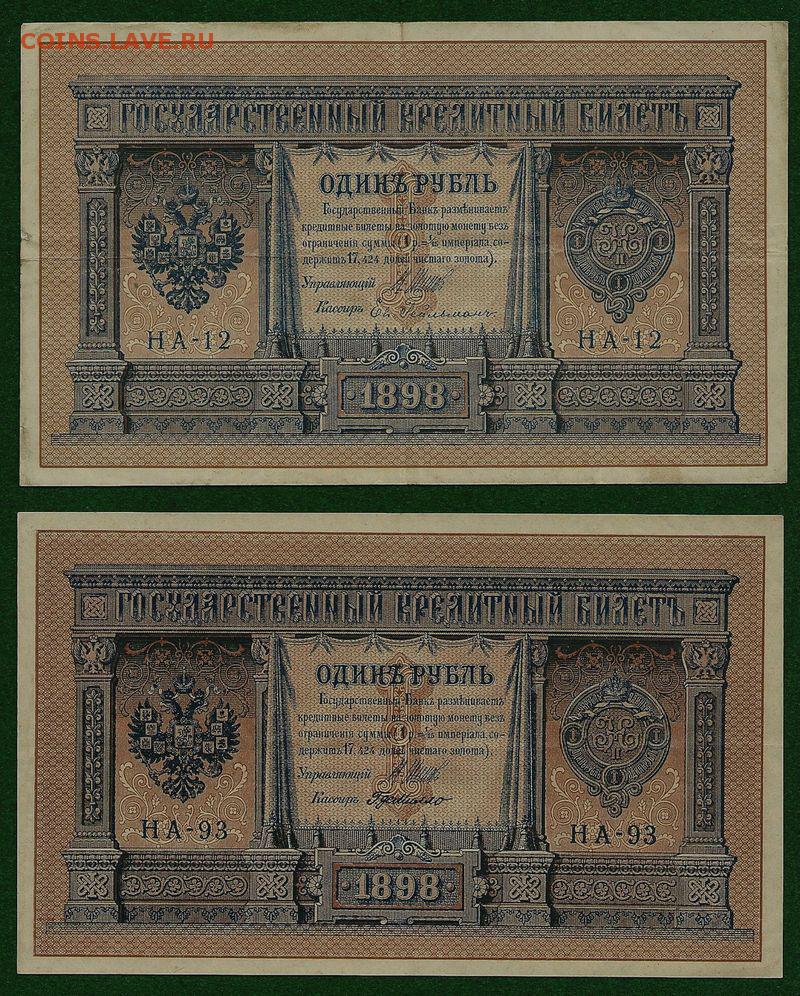 COINS.LAVE.RU
ГОСУДАРСТВЕННЫЙ КРЕДИТНЫЙ БИЛЕТЪ
ОДИНЪ РУБЛЬ
Государственный Банкъ размѣниваетъ
кредитные билеты на золотую монету безъ
ограниченія суммы (1 р.=1/15 имперіала, со-
держитъ 17,424 долей чистаго золота).
Управляющій
Кассиръ
НА-12 НА-12
1898
ГОСУДАРСТВЕННЫЙ КРЕДИТНЫЙ БИЛЕТЪ
ОДИНЪ РУБЛЬ
Государственный Банкъ размѣниваетъ
кредитные билеты на золотую монету безъ
ограниченія суммы (1 р.=1/15 имперіала, со-
держитъ 17,424 долей чистаго золота).
Управляющій
Кассиръ
НА-93 НА-93
1898